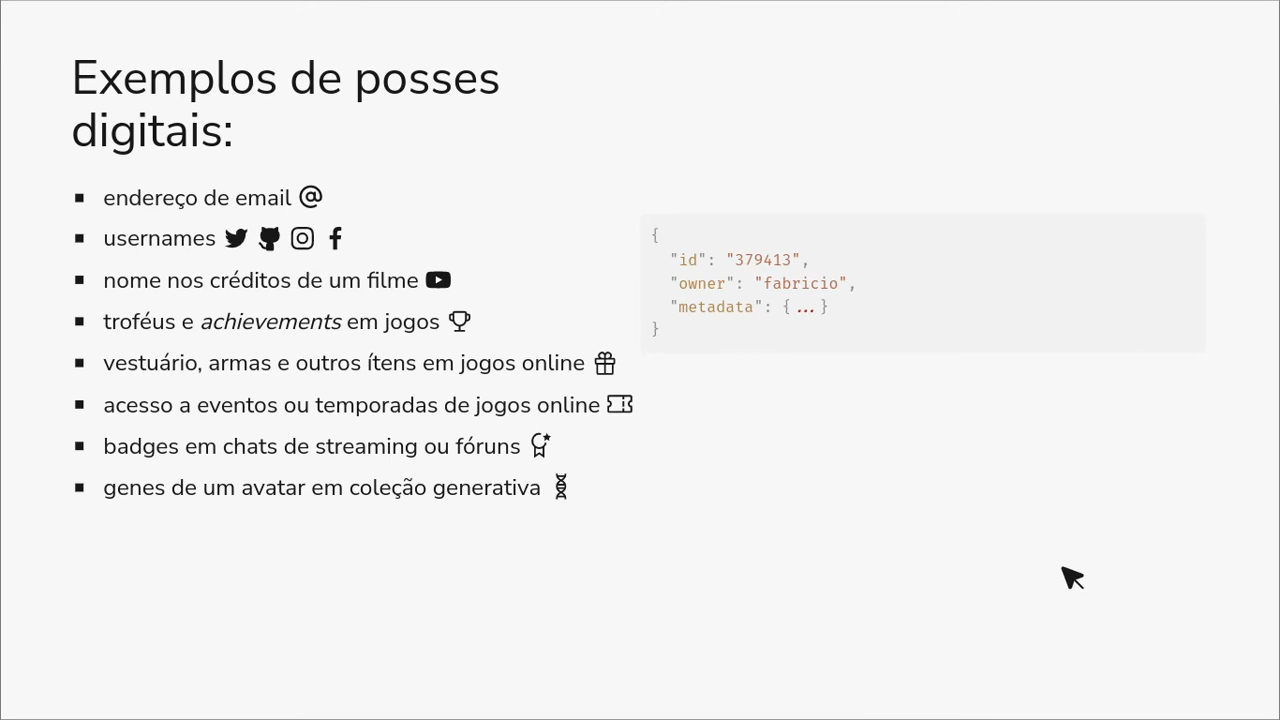 Exemplos de posses
digitais:
endereço de email
usernames
nome nos créditos de um filme
troféus e achievements em jogos
vestuário, armas e outros ítens em jogos online
acesso a eventos ou temporadas de jogos online
badges em chats de streaming ou fóruns
genes de um avatar em coleção generativa
{
"id": "379413",
"owner": "fabricio",
"metadata": { ... }
}